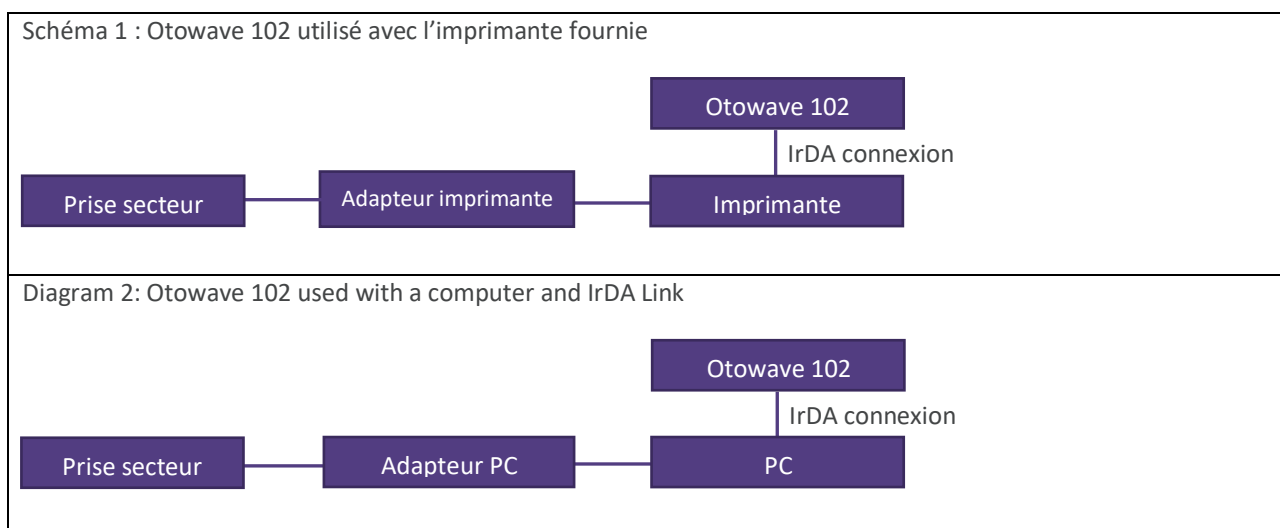 Schéma 1 : Otowave 102 utilisé avec l’imprimante fournie
Otowave 102
IrDA connexion
Prise secteur
Adapteur imprimante
Imprimante
Diagram 2: Otowave 102 used with a computer and IrDA Link
Otowave 102
IrDA connexion
Prise secteur
Adapteur PC
PC